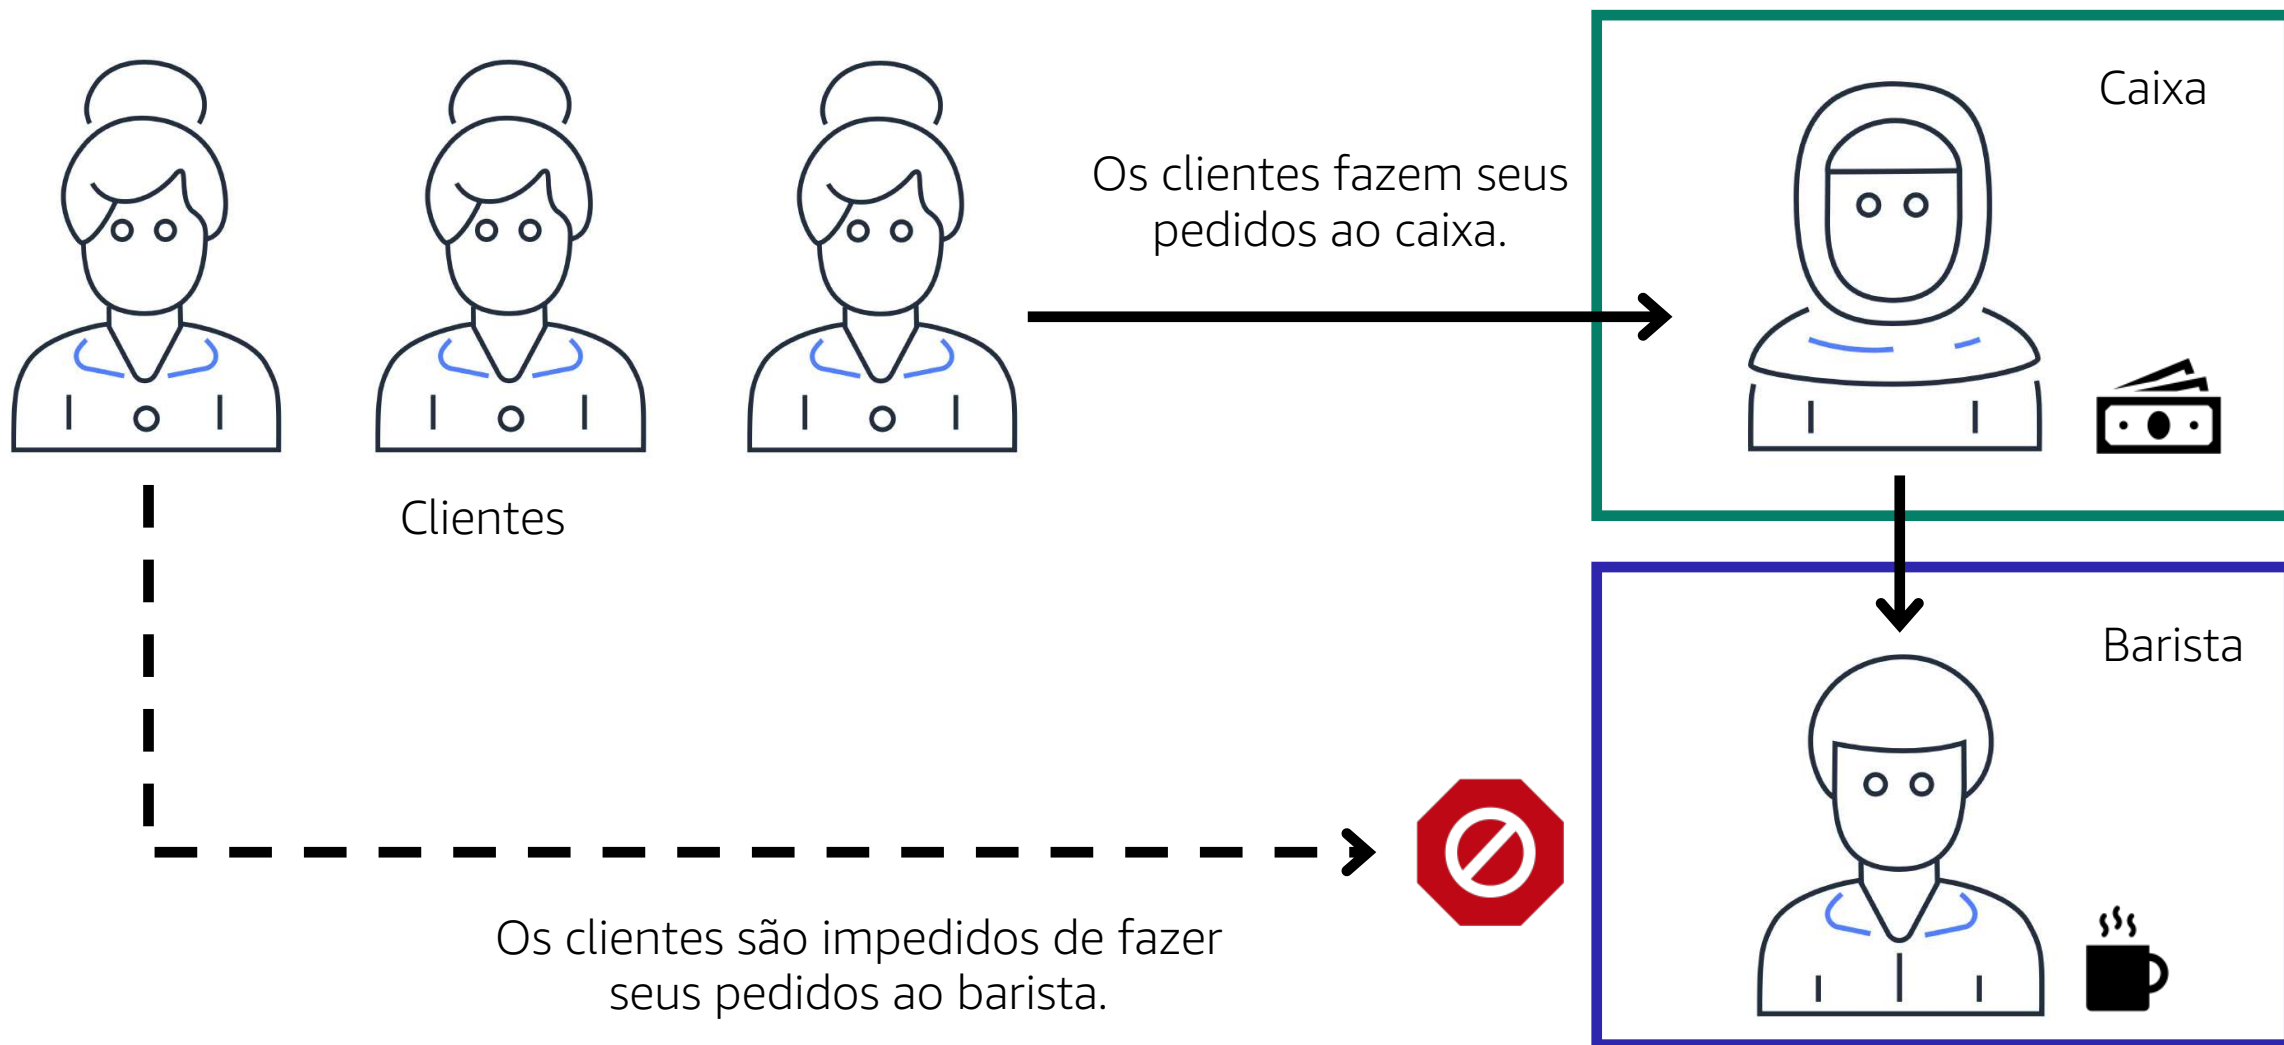 Caixa
Os clientes fazem seus
pedidos ao caixa.
Clientes
Barista
Os clientes são impedidos de fazer
seus pedidos ao barista.